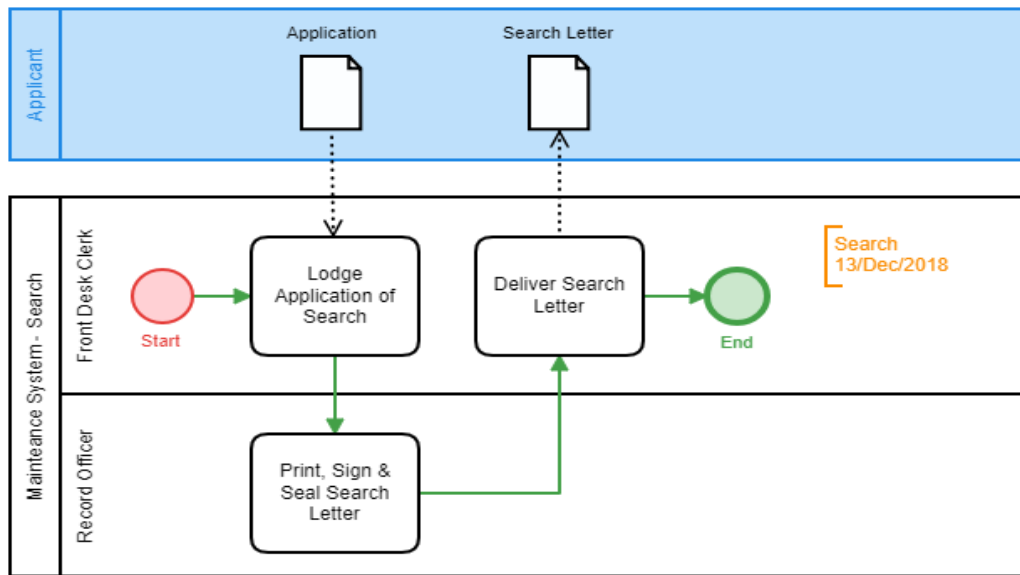 Applicant
Application
Search Letter
Mainteance System - Search
Front Desk Clerk
Start
Lodge
Application of
Search
Deliver Search
Letter
End
Search
13/Dec/2018
Record Officer
Print, Sign &
Seal Search
Letter